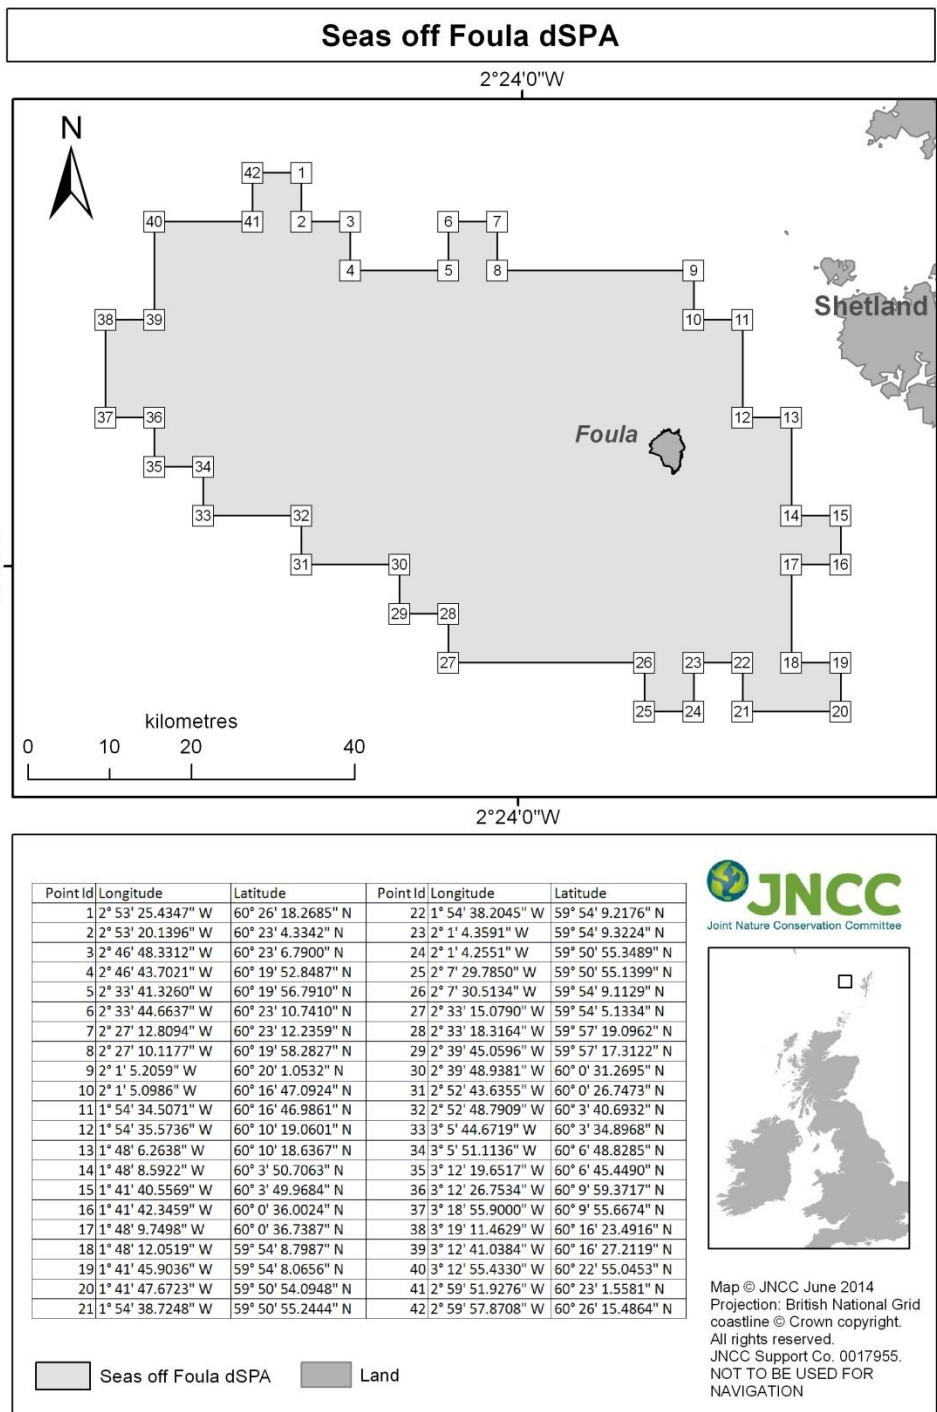 Seas off Foula dSPA
2°24'0"W
N
42 1
40 41 2 3 6 7
4 5 8 9
38 39 10 11
Shetland
37 36 12 13
Foula
35 34
33 32 14 15
31 30 17 16
29 28
27 26 23 22 18 19
25 24 21 20
kilometres
0 10 20 40
2°24'0"W
Point Id Longitude Latitude Point Id Longitude Latitude
1 2° 53' 25.4347" W 60° 26' 18.2685" N 22 1° 54' 38.2045" W 59° 54' 9.2176" N
2 2° 53' 20.1396" W 60° 23' 4.3342" N 23 2° 1' 4.3591" W 59° 54' 9.3224" N
3 2° 46' 48.3312" W 60° 23' 6.7900" N 24 2° 1' 4.2551" W 59° 50' 55.3489" N
4 2° 46' 43.7021" W 60° 19' 52.8487" N 25 2° 7' 29.7850" W 59° 50' 55.1399" N
5 2° 33' 41.3260" W 60° 19' 56.7910" N 26 2° 7' 30.5134" W 59° 54' 9.1129" N
6 2° 33' 44.6637" W 60° 23' 10.7410" N 27 2° 33' 15.0790" W 59° 54' 5.1334" N
7 2° 27' 12.8094" W 60° 23' 12.2359" N 28 2° 33' 18.3164" W 59° 57' 19.0962" N
8 2° 27' 10.1177" W 60° 19' 58.2827" N 29 2° 39' 45.0596" W 59° 57' 17.3122" N
9 2° 1' 5.2059" W 60° 20' 1.0532" N 30 2° 39' 48.9381" W 60° 0' 31.2695" N
10 2° 1' 5.0986" W 60° 16' 47.0924" N 31 2° 52' 43.6355" W 60° 0' 26.7473" N
11 1° 54' 34.5071" W 60° 16' 46.9861" N 32 2° 52' 48.7909" W 60° 3' 40.6932" N
12 1° 54' 35.5736" W 60° 10' 19.0601" N 33 3° 5' 44.6719" W 60° 3' 34.8968" N
13 1° 48' 6.2638" W 60° 10' 18.6367" N 34 3° 5' 51.1136" W 60° 6' 48.8285" N
14 1° 48' 8.5922" W 60° 3' 50.7063" N 35 3° 12' 19.6517" W 60° 6' 45.4490" N
15 1° 41' 40.5569" W 60° 3' 49.9684" N 36 3° 12' 26.7534" W 60° 9' 59.3717" N
16 1° 41' 42.3459" W 60° 0' 36.0024" N 37 3° 18' 55.9000" W 60° 9' 55.6674" N
17 1° 48' 9.7498" W 60° 0' 36.7387" N 38 3° 19' 11.4629" W 60° 16' 23.4916" N
18 1° 48' 12.0519" W 59° 54' 8.7987" N 39 3° 12' 41.0384" W 60° 16' 27.2119" N
19 1° 41' 45.9036" W 59° 54' 8.0656" N 40 3° 12' 55.4330" W 60° 22' 55.0453" N
20 1° 41' 47.6723" W 59° 50' 54.0948" N 41 2° 59' 51.9276" W 60° 23' 1.5581" N
21 1° 54' 38.7248" W 59° 50' 55.2444" N 42 2° 59' 57.8708" W 60° 26' 15.4864" N
JNCC
Joint Nature Conservation Committee
Map © JNCC June 2014
Projection: British National Grid
coastline © Crown copyright.
All rights reserved.
JNCC Support Co. 0017955.
NOT TO BE USED FOR
NAVIGATION
Seas off Foula dSPA Land